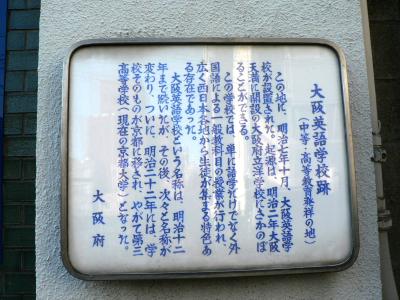 大阪英語学校跡
(中等・高等教育発祥の地)
この地に、明治七年十月、大阪英語学
校が設置された。起源は、明治二年大阪
天満に開設の大阪府立洋学校にさかのぼ
ることができる。
この学校では、単に語学だけでなく外
国語による一般教科目の授業が行われ、
広く西日本各地から生徒が集まる特色あ
る存在であった。
大阪英語学校という名称は、明治十二
年まで続いたが、その後、次々と名称が
変わり、ついに、明治二十二年には、学
校そのものが京都に移され、やがて第三
高等学校(現在の京都大学)となった。
大阪府